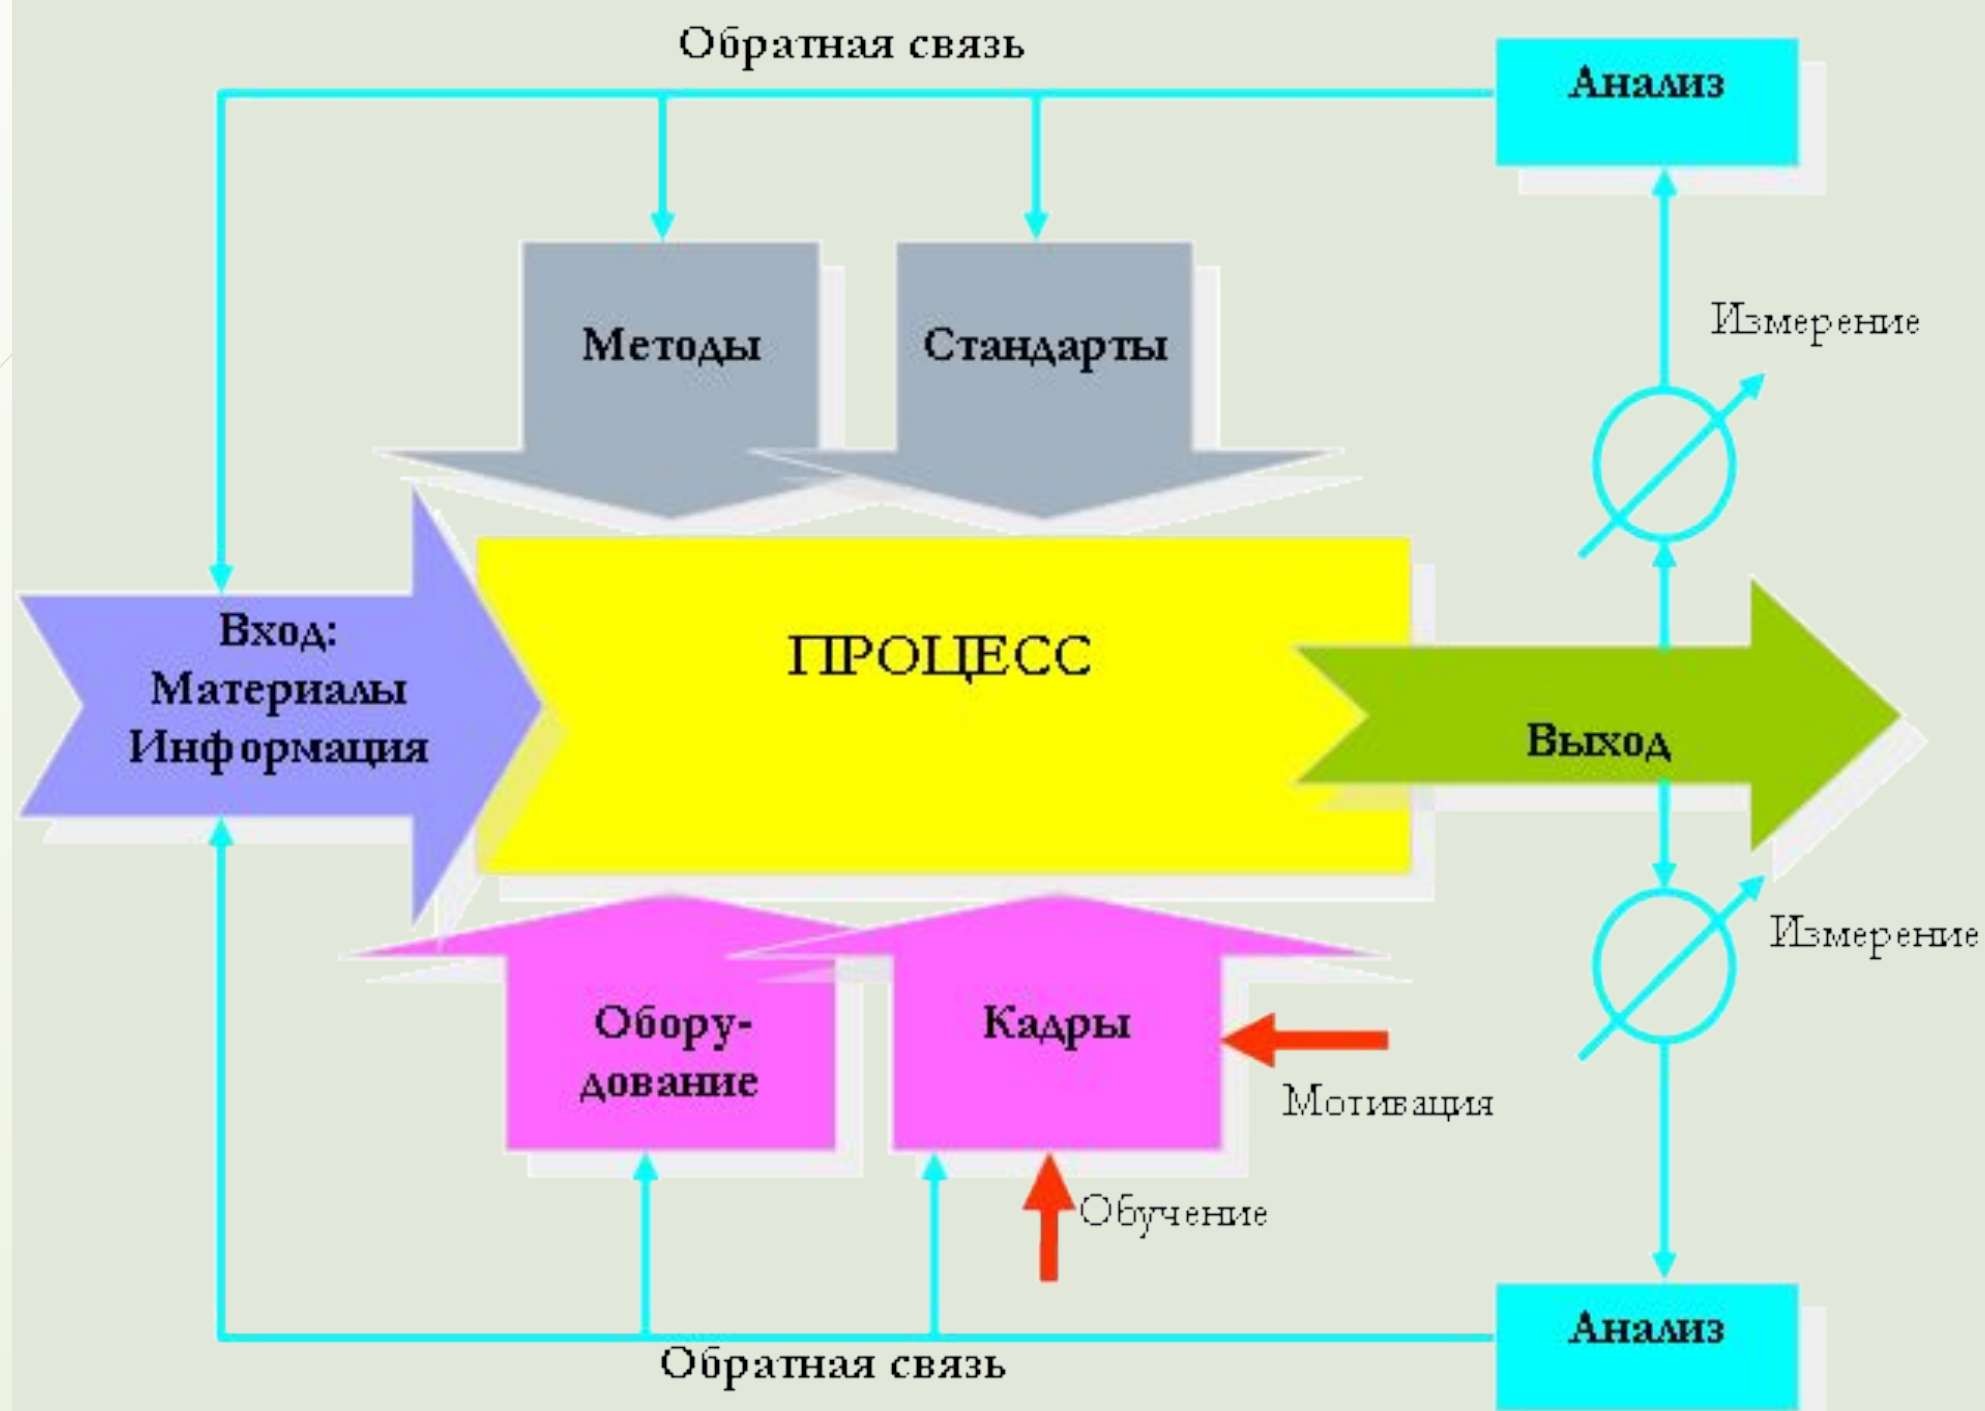 Обратная связь
Анализ
Измерение
Методы
Стандарты
Вход:
Материалы
Информация
ПРОЦЕСС
Выход
Измерение
Обору-
дование
Кадры
Мотивация
Обучение
Обратная связь
Анализ